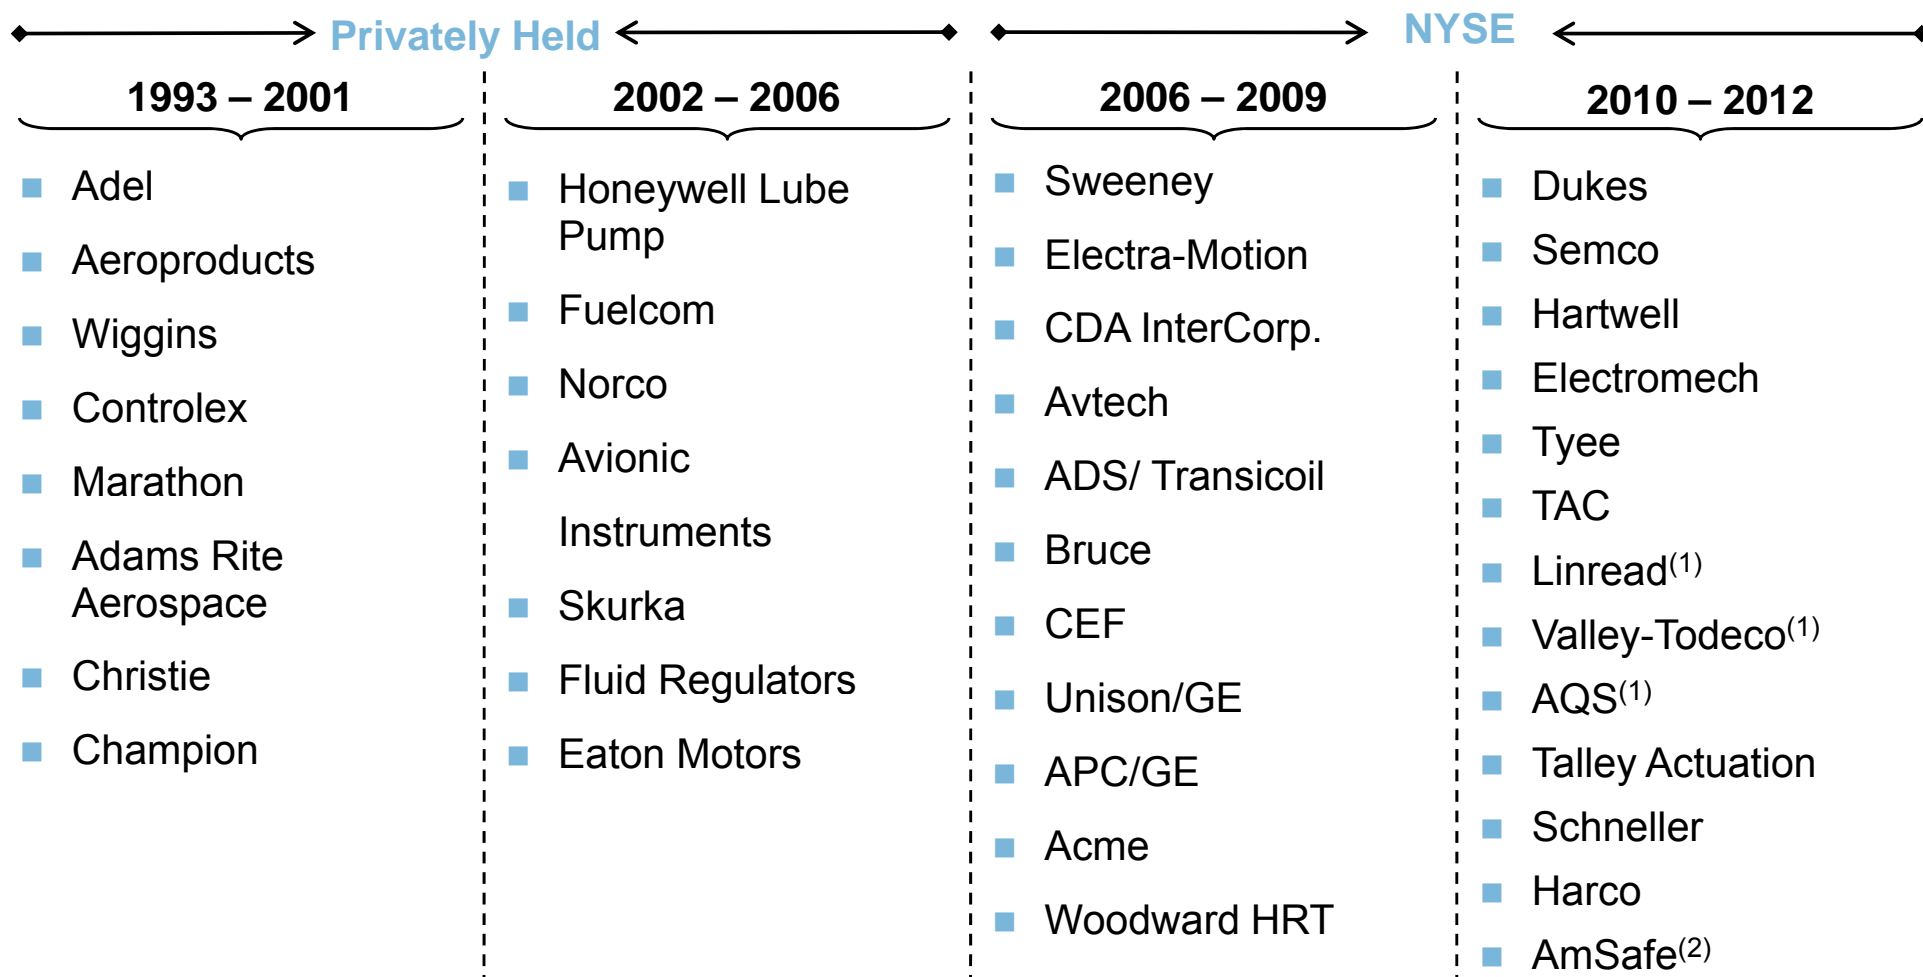 Privately Held
NYSE
1993 – 2001
Adel
Aeroproducts
Wiggins
Controlex
Marathon
Adams Rite
Aerospace
Christie
Champion
2002 – 2006
Honeywell Lube
Pump
Fuelcom
Norco
Avionic
Instruments
Skurka
Fluid Regulators
Eaton Motors
2006 – 2009
Sweeney
Electra-Motion
CDA InterCorp.
Avtech
ADS/ Transicoil
Bruce
CEF
Unison/GE
APC/GE
Acme
Woodward HRT
2010 – 2012
Dukes
Semco
Hartwell
Electromech
Tyee
TAC
Linread(1)
Valley-Todeco(1)
AQS(1)
Talley Actuation
Schneller
Harco
AmSafe(2)